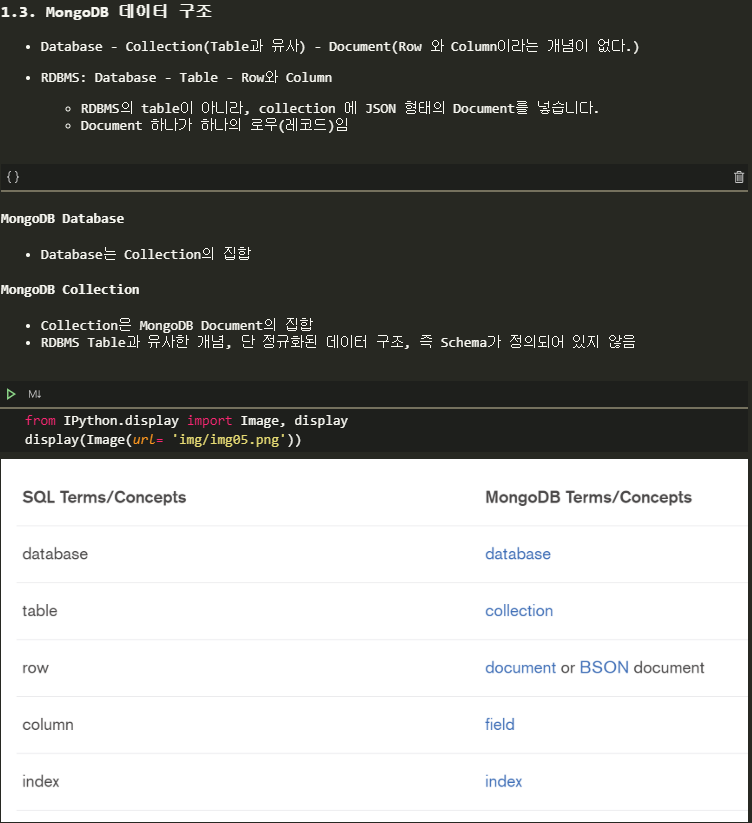 1.3. MongoDB 데이터 구조
• Database - Collection(Table과 유사) - Document(Row 와 Column이라는 개념이 없다.)
• RDBMS: Database - Table - Row와 Column
○ RDBMS의 table이 아니라, collection 에 JSON 형태의 Document를 넣습니다.
○ Document 하나가 하나의 로우(레코드)임
{}
MongoDB Database
• Database는 Collection의 집합
MongoDB Collection
• Collection은 MongoDB Document의 집합
• RDBMS Table과 유사한 개념, 단 정규화된 데이터 구조, 즉 Schema가 정의되어 있지 않음
M↓
from IPython.display import Image, display
display(Image(url= 'img/img05.png'))
SQL Terms/Concepts MongoDB Terms/Concepts
database database
table collection
row document or BSON document
column field
index index